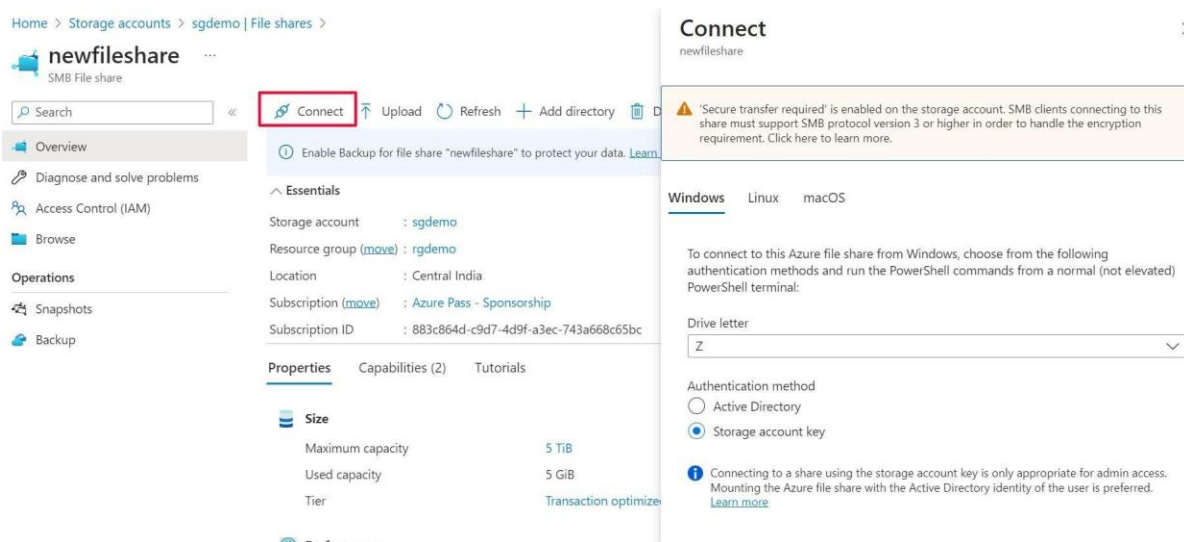 Home > Storage accounts > sgdemo | File shares >
newfileshare ...
SMB File share
Search
«
Overview
Diagnose and solve problems
Access Control (IAM)
Browse
Operations
Snapshots
Backup
Connect Upload Refresh Add directory D
Enable Backup for file share "newfileshare" to protect your data. Learn
Essentials
Storage account : sgdemo
Resource group (move) : rgdemo
Location : Central India
Subscription (move) : Azure Pass - Sponsorship
Subscription ID : 883c864d-c9d7-4d9f-a3ec-743a668c65bc
Properties Capabilities (2) Tutorials
Size
Maximum capacity 5 TiB
Used capacity 5 GiB
Tier Transaction optimize
Connect
newfileshare
'Secure transfer required' is enabled on the storage account. SMB clients connecting to this
share must support SMB protocol version 3 or higher in order to handle the encryption
requirement. Click here to learn more.
Windows Linux macOS
To connect to this Azure file share from Windows, choose from the following
authentication methods and run the PowerShell commands from a normal (not elevated)
PowerShell terminal:
Drive letter
Z
Authentication method
Active Directory
Storage account key
Connecting to a share using the storage account key is only appropriate for admin access.
Mounting the Azure file share with the Active Directory identity of the user is preferred.
Learn more